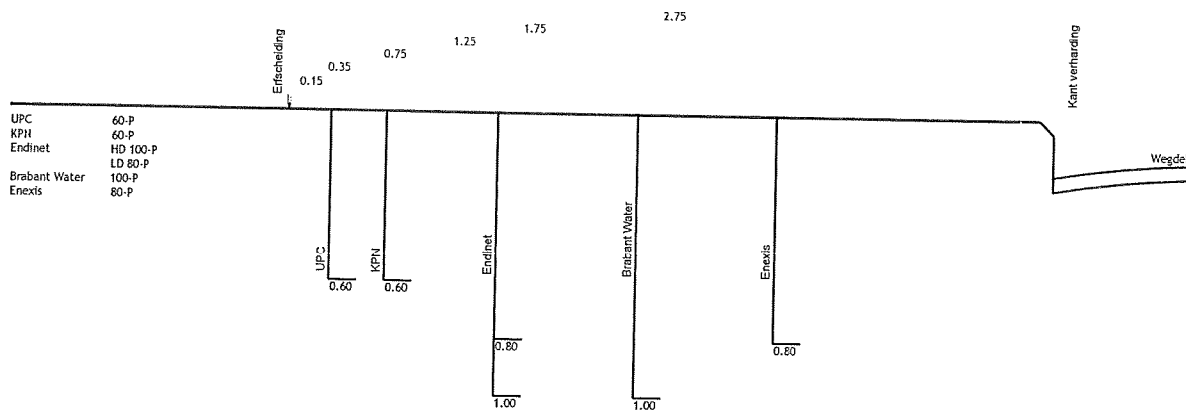 Erfscheiding
0.15
0.35
0.75
1.25
1.75
2.75
Kant verharding
UPC 60-P
KPN 60-P
Endinet HD 100-P
LD 80-P
Brabant Water 100-P
Enexis 80-P
Wegde
UPC
0.60
KPN
0.60
Endinet
0.80
1.00
Brabant Water
1.00
Enexis
0.80